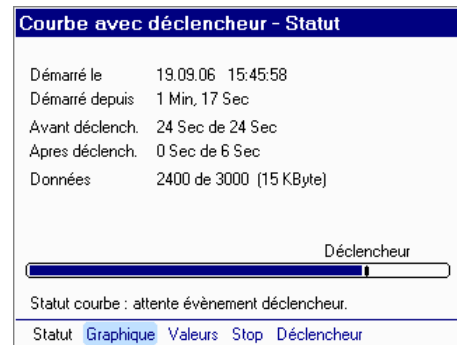 Courbe avec déclencheur - Statut
Démarré le 19.09.06 15:45:58
Démarré depuis 1 Min, 17 Sec
Avant déclench. 24 Sec de 24 Sec
Apres déclench. 0 Sec de 6 Sec
Données 2400 de 3000 (15 KByte)
Déclencheur
Statut courbe : attente évènement déclencheur.
Statut Graphique Valeurs Stop Déclencheur